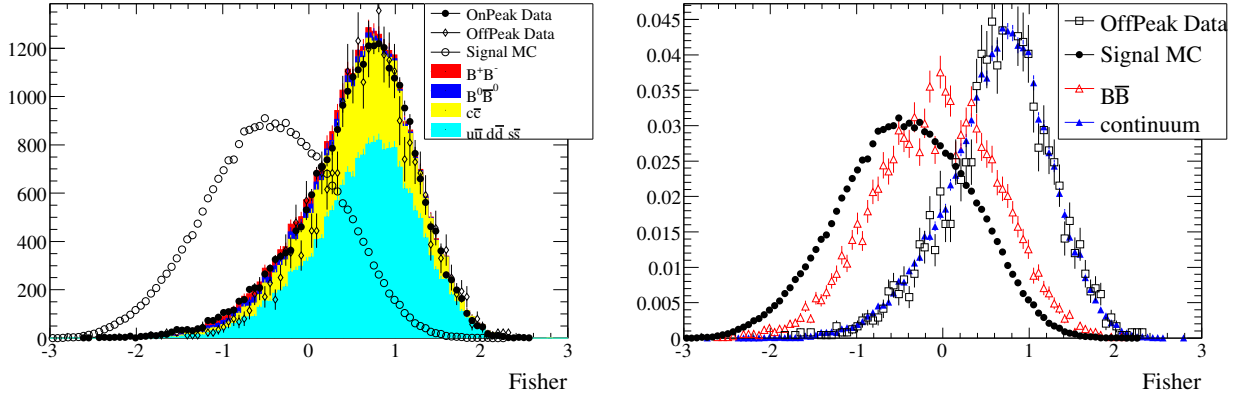 1200
1000
800
600
400
200
0
-3
-2
-1
0
1
2
3
Fisher
OnPeak Data
OffPeak Data
Signal MC
B⁺B⁻
B⁰B̅⁰
cc̅
uu̅ dd̅ ss̅
0.045
0.04
0.035
0.03
0.025
0.02
0.015
0.01
0.005
0
-3
-2
-1
0
1
2
3
Fisher
OffPeak Data
Signal MC
BB̅
continuum